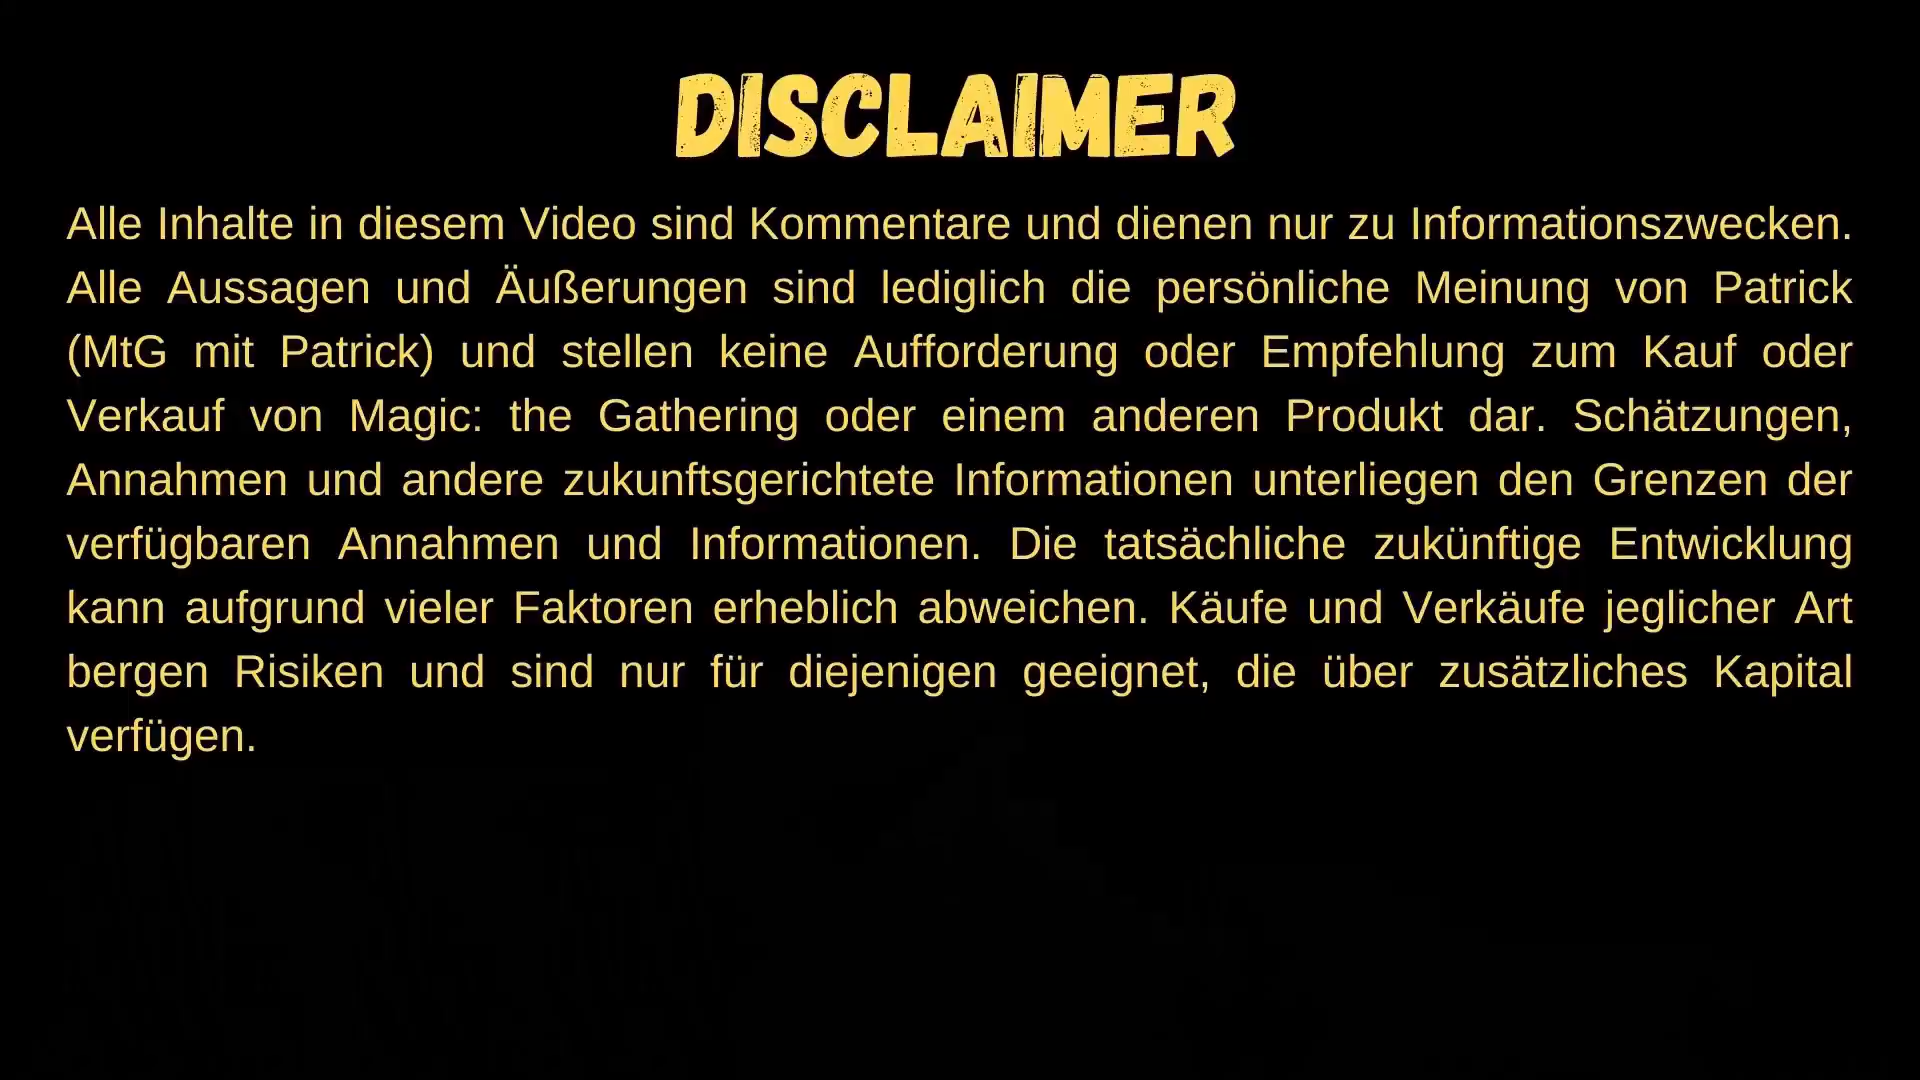 DISCLAIMER
Alle Inhalte in diesem Video sind Kommentare und dienen nur zu Informationszwecken.
Alle Aussagen und Äußerungen sind lediglich die persönliche Meinung von Patrick
(MtG mit Patrick) und stellen keine Aufforderung oder Empfehlung zum Kauf oder
Verkauf von Magic: the Gathering oder einem anderen Produkt dar. Schätzungen,
Annahmen und andere zukunftsgerichtete Informationen unterliegen den Grenzen der
verfügbaren Annahmen und Informationen. Die tatsächliche zukünftige Entwicklung
kann aufgrund vieler Faktoren erheblich abweichen. Käufe und Verkäufe jeglicher Art
bergen Risiken und sind nur für diejenigen geeignet, die über zusätzliches Kapital
verfügen.